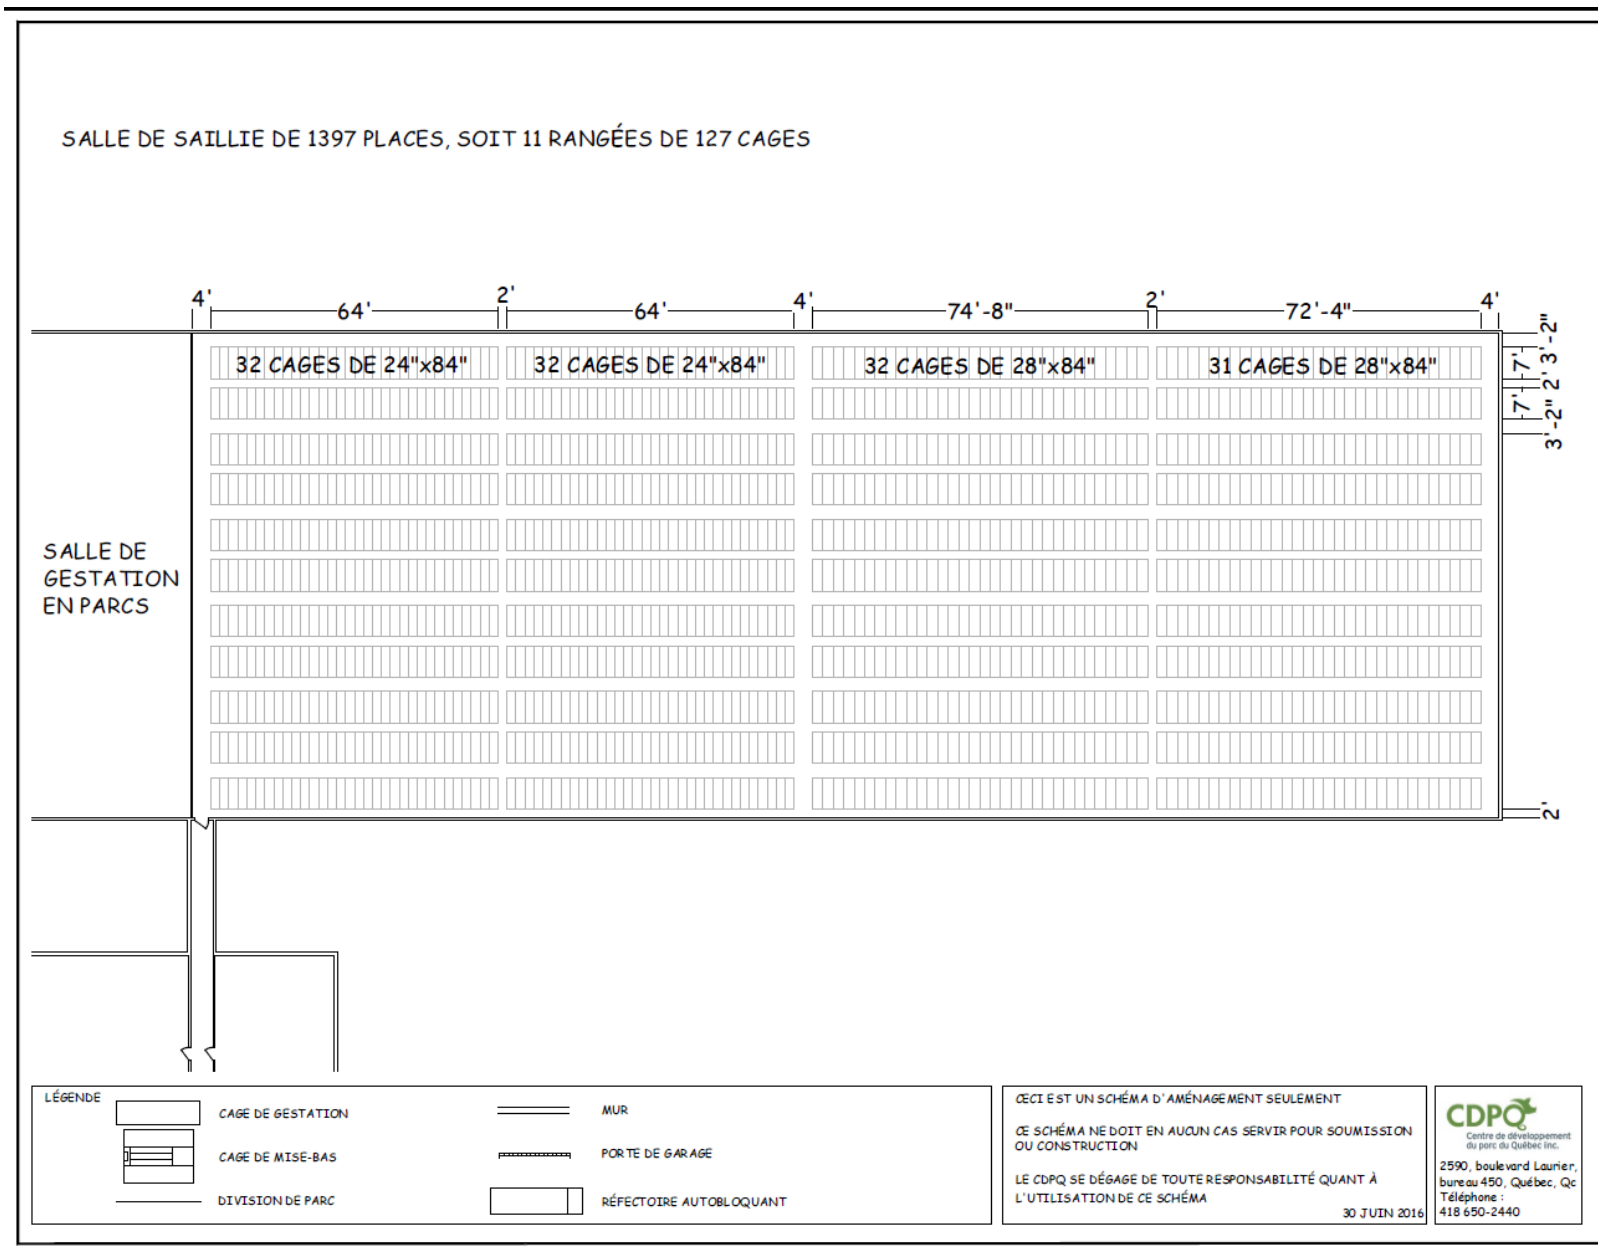 SALLE DE SAILLIE DE 1397 PLACES, SOIT 11 RANGÉES DE 127 CAGES
4'
64'
2'
64'
4'
74'-8"
2'
72'-4"
4'
32 CAGES DE 24"x84"
32 CAGES DE 24"x84"
32 CAGES DE 28"x84"
31 CAGES DE 28"x84"
3'-2"
7'
2'
7'
3'-2"
SALLE DE
GESTATION
EN PARCS
2'
LÉGENDE
CAGE DE GESTATION
CAGE DE MISE-BAS
DIVISION DE PARC
MUR
PORTE DE GARAGE
RÉFECTOIRE AUTOBLOQUANT
CECI EST UN SCHÉMA D'AMÉNAGEMENT SEULEMENT
CE SCHÉMA NE DOIT EN AUCUN CAS SERVIR POUR SOUMISSION
OU CONSTRUCTION
LE CDPQ SE DÉGAGE DE TOUTE RESPONSABILITÉ QUANT À
L'UTILISATION DE CE SCHÉMA
30 JUIN 2016
CDPQ
Centre de développement
du porc du Québec inc.
2590, boulevard Laurier,
bureau 450, Québec, Qc
Téléphone :
418 650-2440